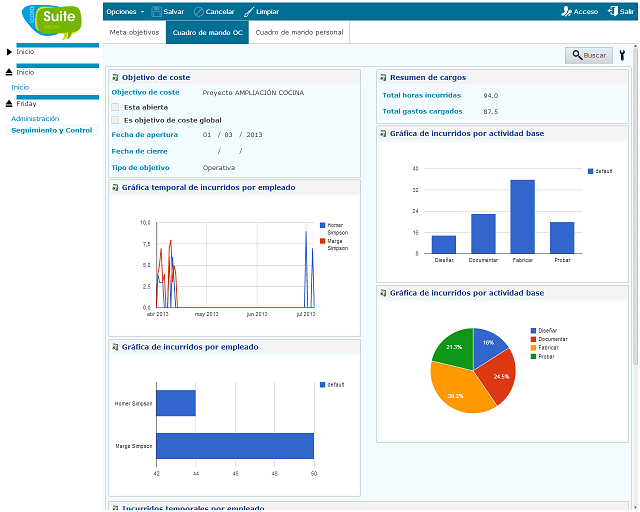 Suite
Opciones Salvar Cancelar Limpiar Acceso Salir
Meta objetivos Cuadro de mando OC Cuadro de mando personal
Inicio
Inicio
Inicio
Friday
Administración
Seguimiento y Control
Buscar
Objetivo de coste
Objectivo de coste Proyecto AMPLIACIÓN COCINA
Esta abierta
Es objetivo de coste global
Fecha de apertura 01 / 03 / 2013
Fecha de cierre / /
Tipo de objetivo Operativa
Resumen de cargos
Total horas incurridas 94.0
Total gastos cargados 87.5
Gráfica temporal de incurridos por empleado
10,0
7,5
5,0
2,5
0,0
abr 2013 may 2013 jun 2013 jul 2013
Homer
Simpson
Marge
Simpson
Gráfica de incurridos por actividad base
40
32
24
16
8
Diseñar Documentar Fabricar Probar
default
Gráfica de incurridos por empleado
Homer Simpson
Marge Simpson
42 44 46 48 50
default
Gráfica de incurridos por actividad base
16%
24.5%
38.3%
21.3%
Diseñar
Documentar
Fabricar
Probar
Incurridos temporales por empleado